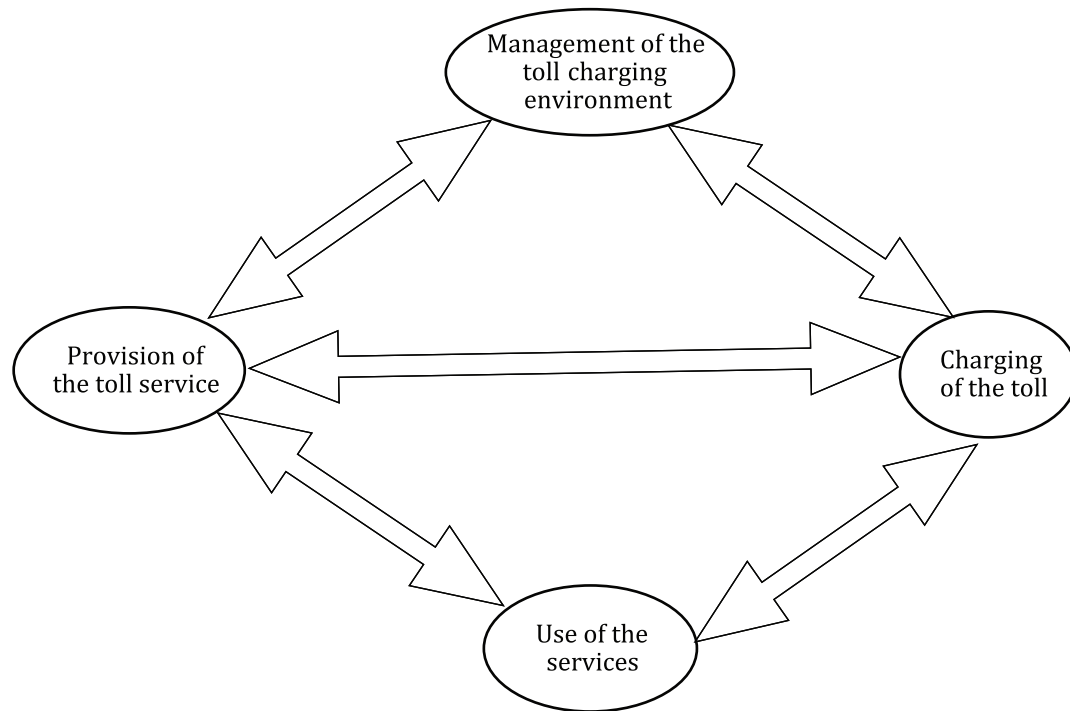 Management of the
toll charging
environment
Provision of
the toll service
Charging
of the toll
Use of the
services